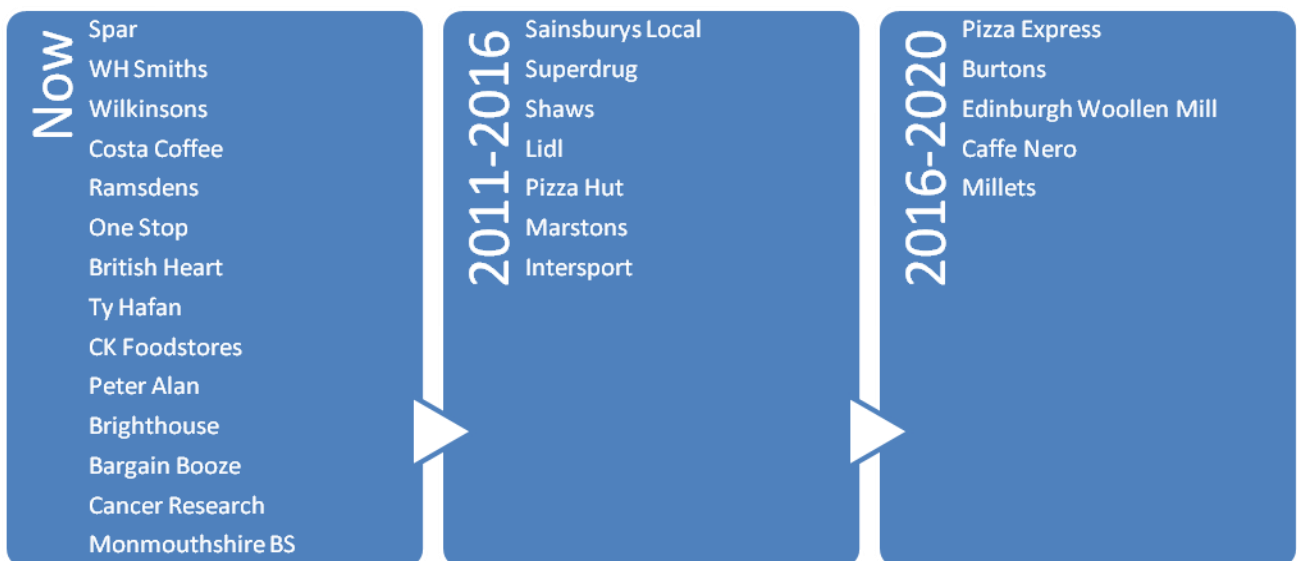 Now
Spar
WH Smiths
Wilkinsons
Costa Coffee
Ramsdens
One Stop
British Heart
Ty Hafan
CK Foodstores
Peter Alan
Brighthouse
Bargain Booze
Cancer Research
Monmouthshire BS
2011-2016
Sainsburys Local
Superdrug
Shaws
Lidl
Pizza Hut
Marstons
Intersport
2016-2020
Pizza Express
Burtons
Edinburgh Woollen Mill
Caffe Nero
Millets